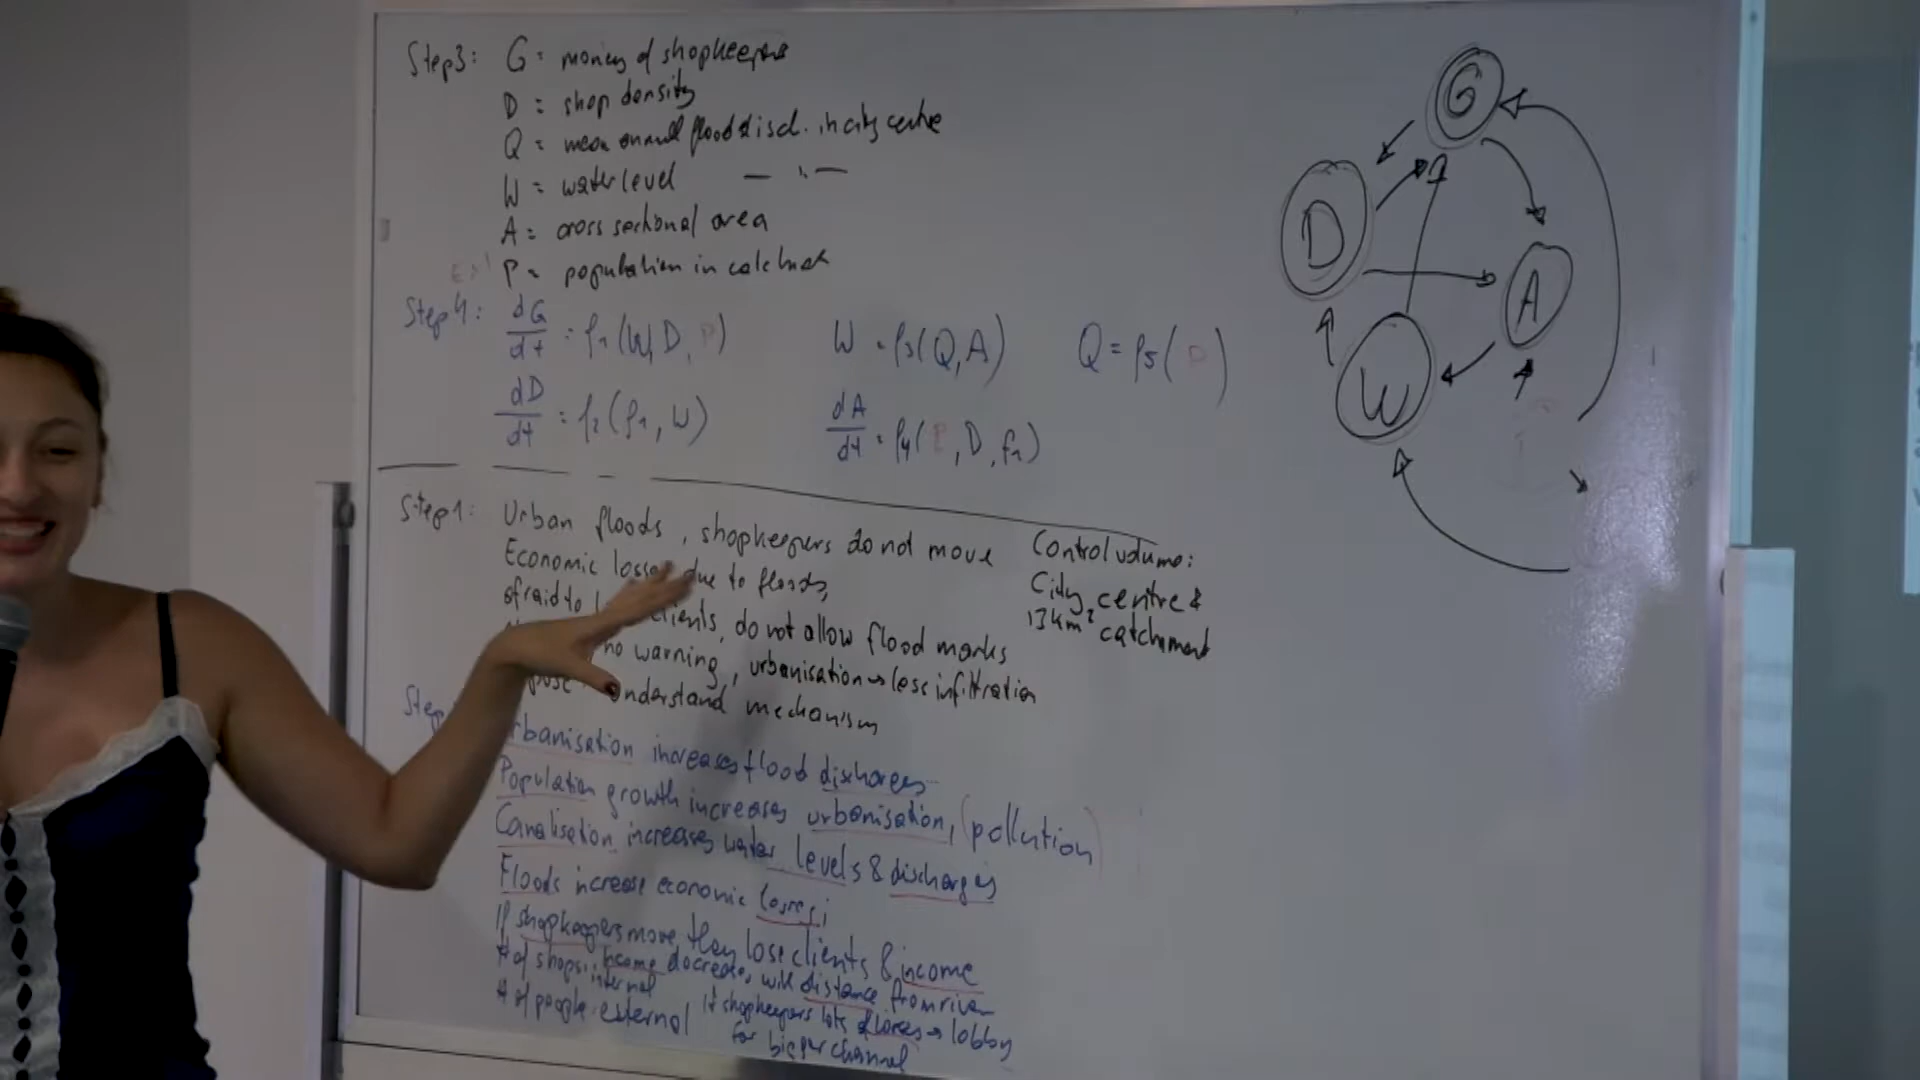 Step3: G = money of shopkeepers
D = shop density
Q = mean annual flood disch. in city centre
W = water level — " —
A = cross sectional area
P = population in catchment
Step4: dG/dt = f1(W, D, P)
W = f3(Q, A)
Q = f5( )
dD/dt = f2(f1, W)
dA/dt = f4(P, D, f1)
Step1: Urban floods, shopkeepers do not move
Economic losses due to floods,
afraid to clients, do not allow flood marks
no warning, urbanisation → less infiltration
understand mechanism
Control volume:
City centre &
13km² catchment
Step urbanisation increases flood discharges
Population growth increases urbanisation, (pollution)
Canalisation increases water levels & discharges
Floods increase economic losses;
If shopkeepers move, they lose clients & income
# of shops: internal
income decreases with distance from river
# of people: external
If shopkeepers lots of losses → lobby
for bigger channel
G
D
A
W